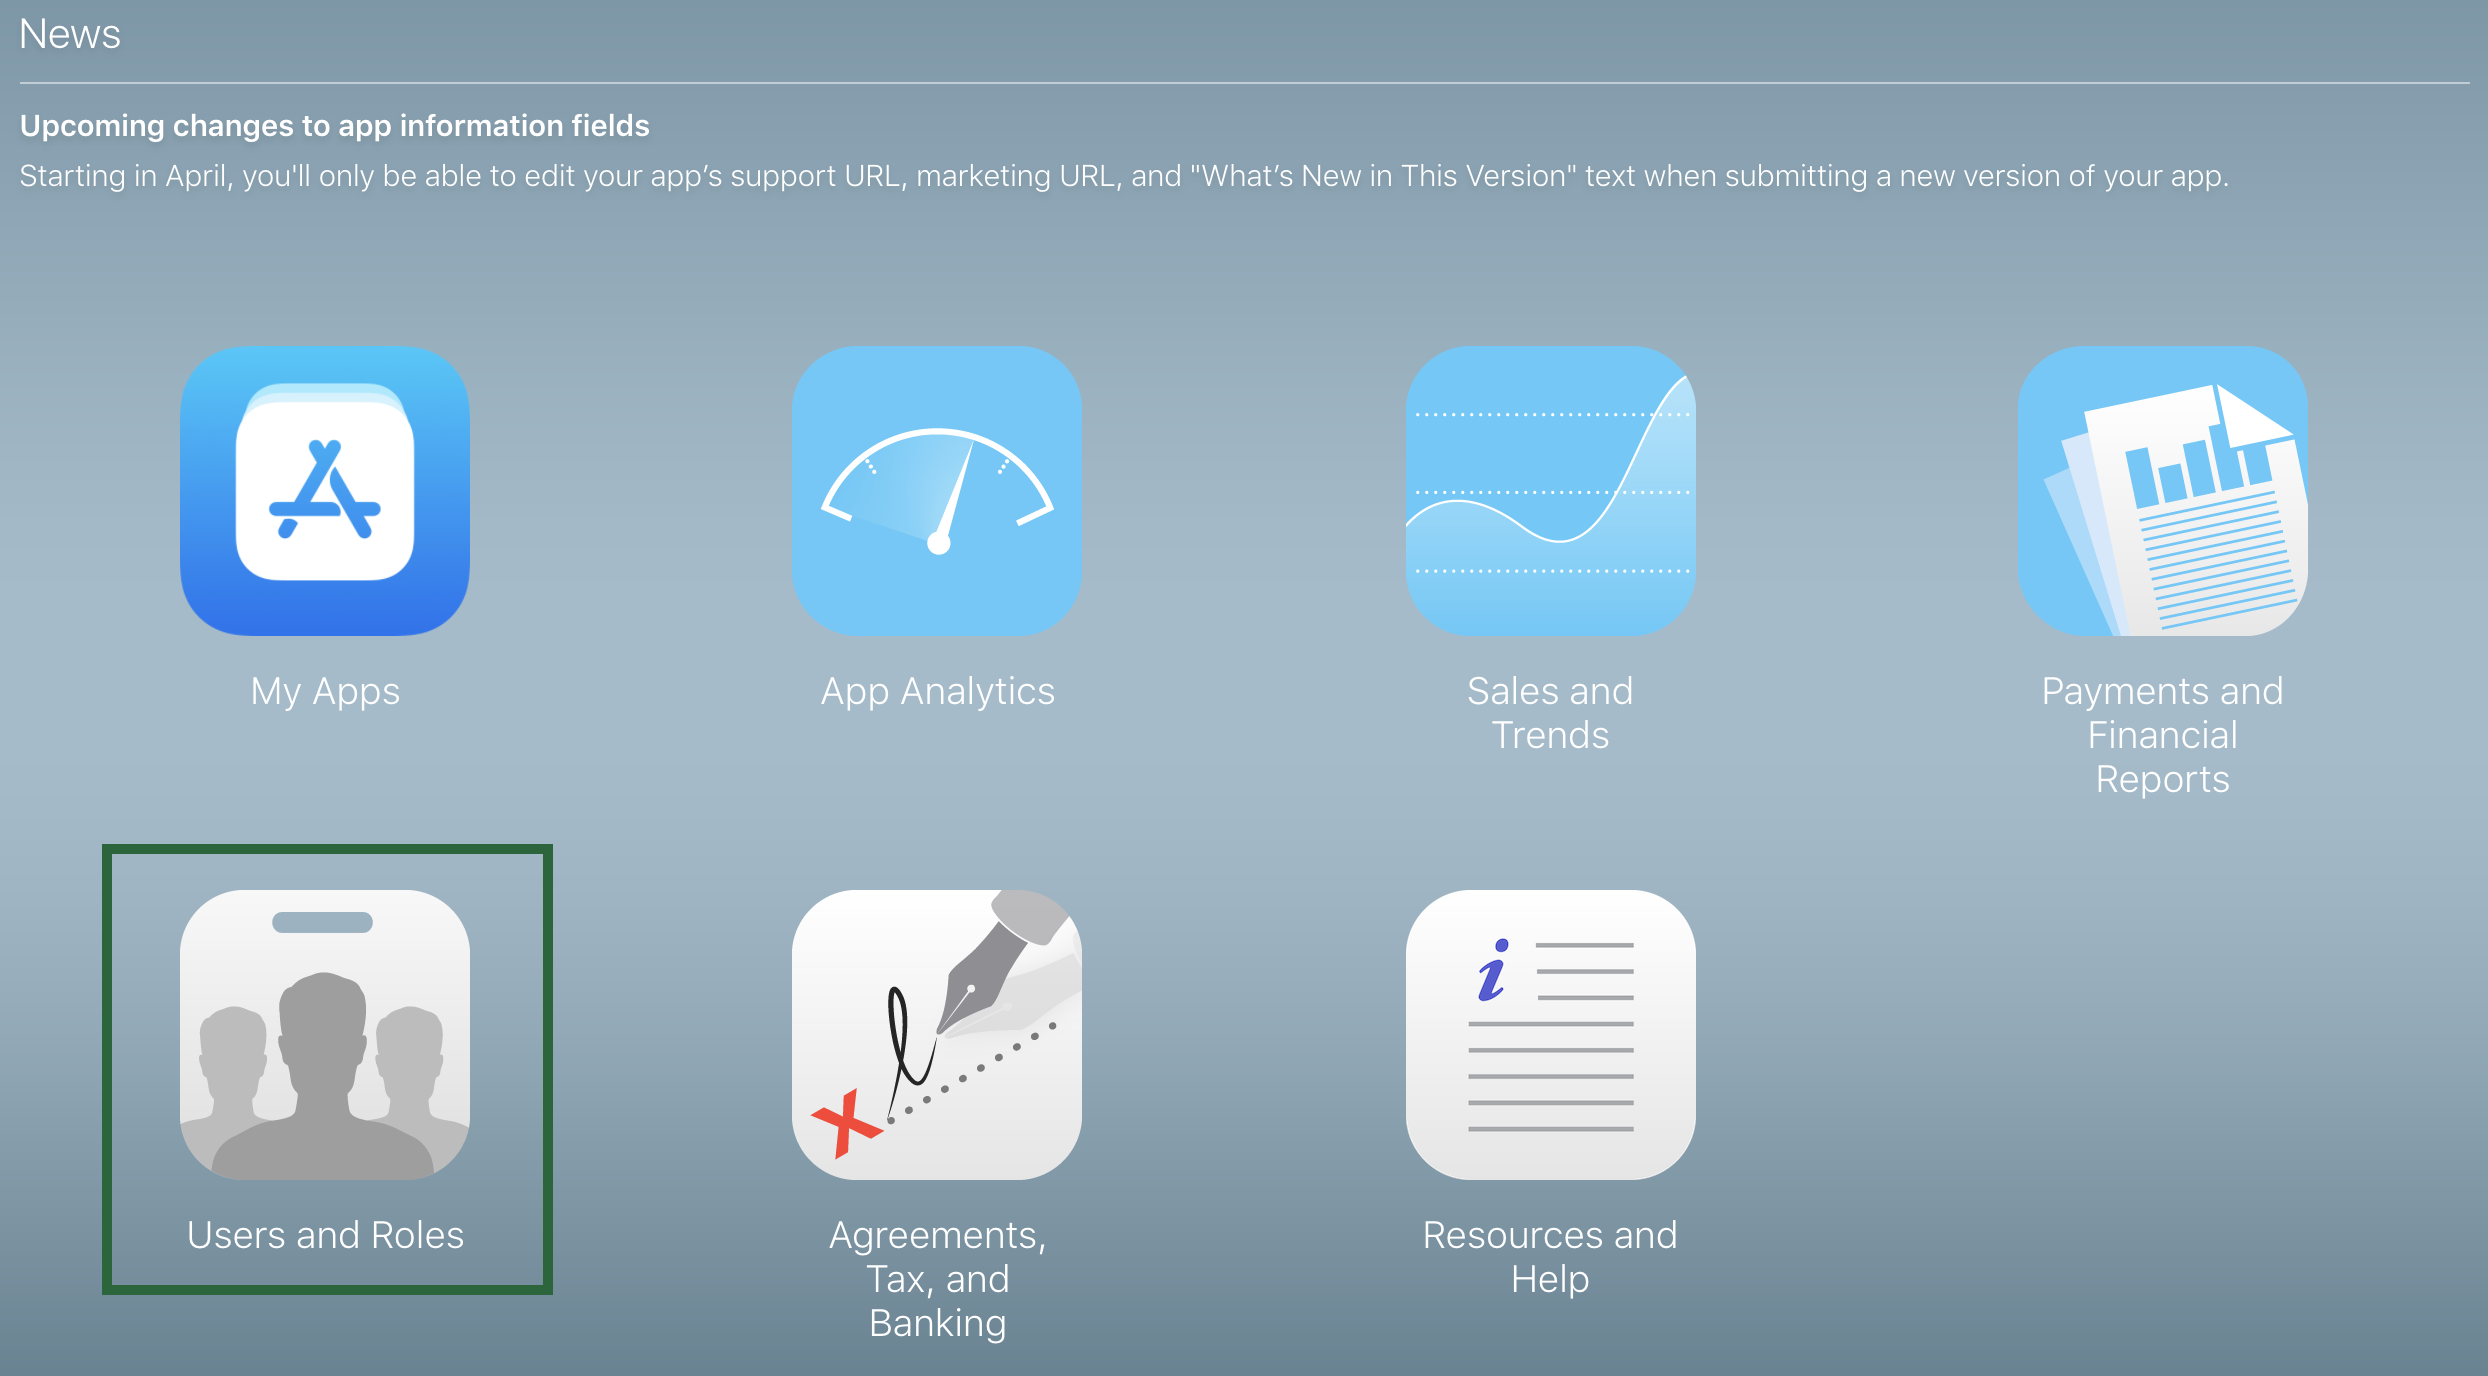 News
Upcoming changes to app information fields
Starting in April, you'll only be able to edit your app’s support URL, marketing URL, and "What’s New in This Version" text when submitting a new version of your app.
My Apps
App Analytics
Sales and
Trends
Payments and
Financial
Reports
Users and Roles
Agreements,
Tax, and
Banking
Resources and
Help